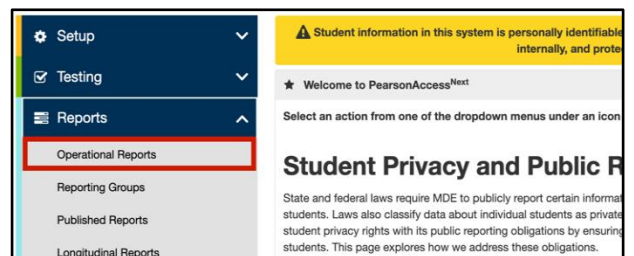 Setup
Testing
Reports
Operational Reports
Reporting Groups
Published Reports
Longitudinal Reports
Student information in this system is personally identifiable
internally, and prote
Welcome to PearsonAccessNext
Select an action from one of the dropdown menus under an icon
Student Privacy and Public R
State and federal laws require MDE to publicly report certain informat
students. Laws also classify data about individual students as private
student privacy rights with its public reporting obligations by ensuring
students. This page explores how we address these obligations.